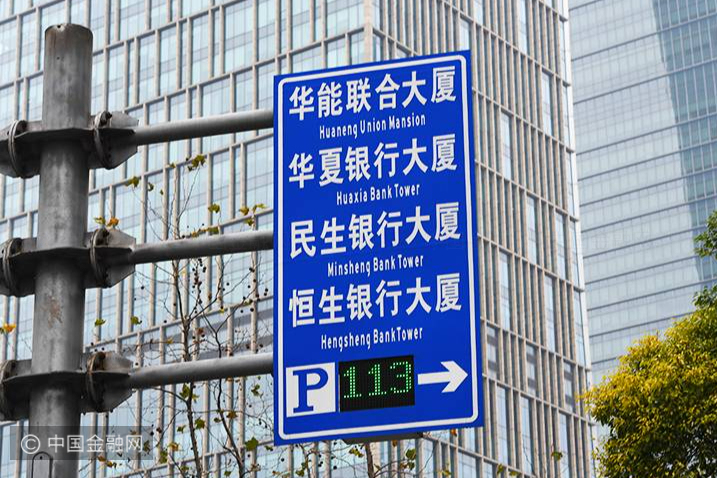 华能联合大厦
Huaneng Union Mansion
华夏银行大厦
Huaxia Bank Tower
民生银行大厦
Minsheng Bank Tower
恒生银行大厦
Hengsheng Bank Tower
P 113 →
© 中国金融网